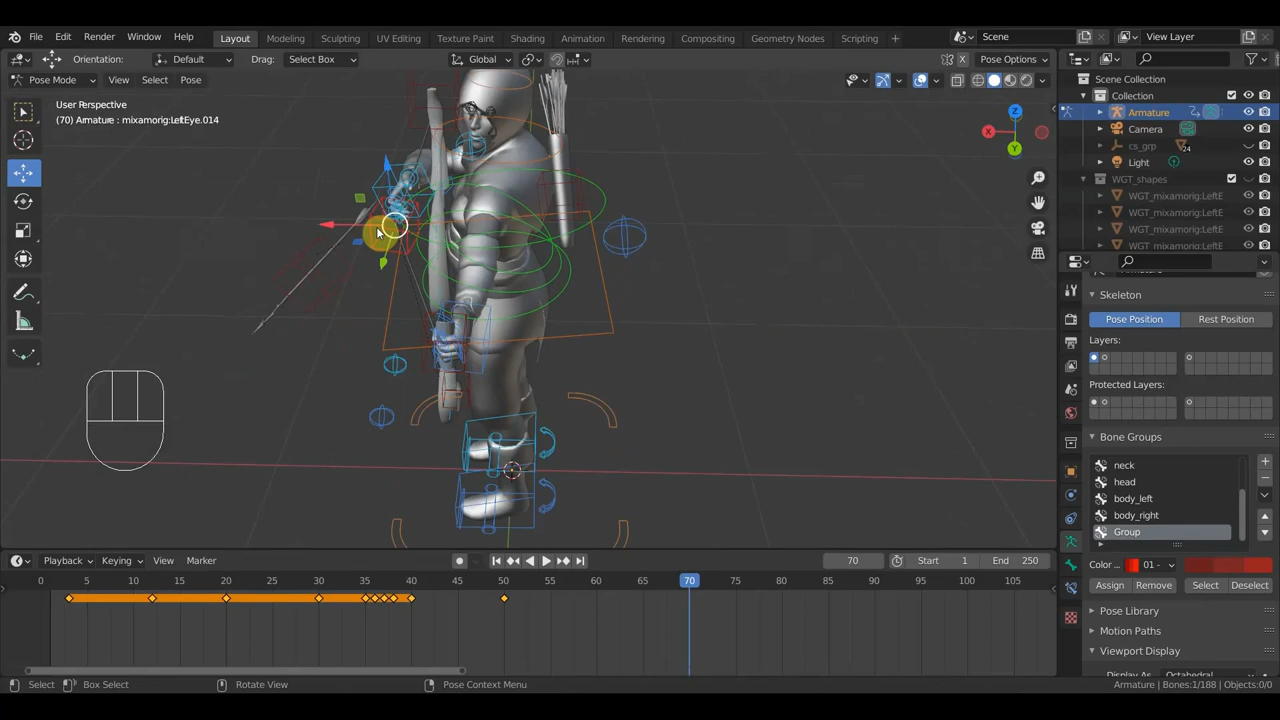 File Edit Render Window Help Layout Modeling Sculpting UV Editing Texture Paint Shading Animation Rendering Compositing Geometry Nodes Scripting + Scene View Layer
Orientation: Default Drag: Select Box Global Pose Options
Pose Mode View Select Pose
Scene Collection
Collection
Armature
Camera
cs_grp 24
Light
WGT_shapes
WGT_mixamorig:LeftE
WGT_mixamorig:LeftE
WGT_mixamorig:LeftE
WGT_mixamorig:LeftE
User Perspective
(70) Armature : mixamorig:LeftEye.014
X Y Z
Skeleton
Pose Position Rest Position
Layers:
Protected Layers:
Bone Groups
neck
head
body_left
body_right
Group
Color ... 01 -
Assign Remove Select Deselect
Pose Library
Motion Paths
Viewport Display
Playback Keying View Marker 70 Start 1 End 250
0 5 10 15 20 25 30 35 40 45 50 55 60 65 70 75 80 85 90 95 100 105
Select Box Select Rotate View Pose Context Menu Armature | Bones:1/188 | Objects:0/0